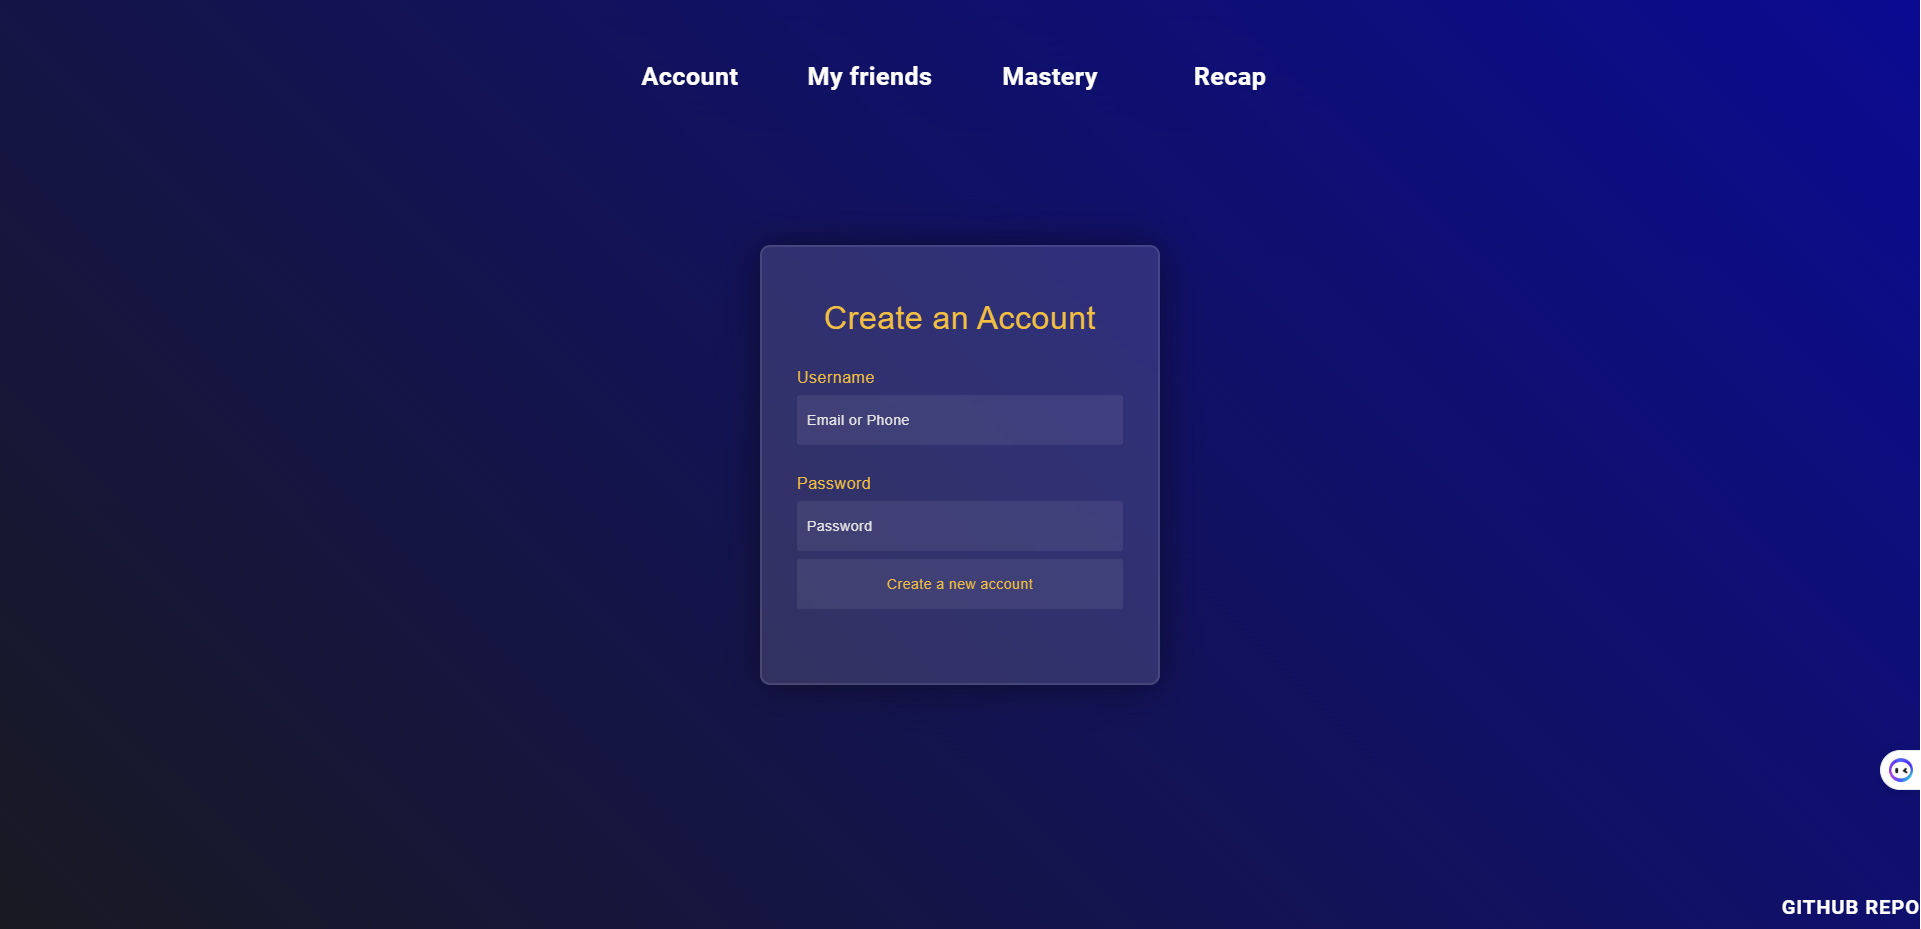 Account My friends Mastery Recap
Create an Account
Username
Email or Phone
Password
Password
Create a new account
GITHUB REPO